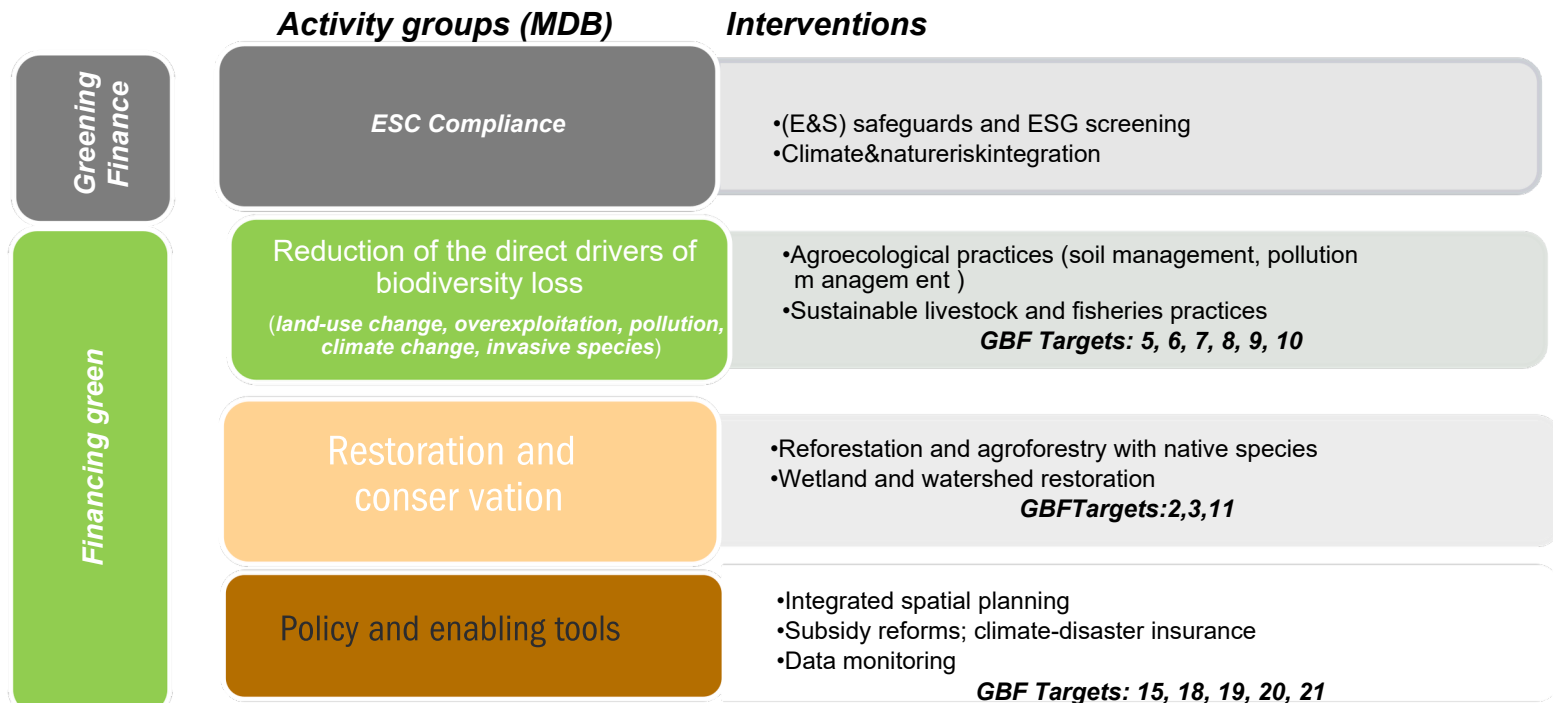 Activity groups (MDB)
Interventions
Greening
Finance
ESC Compliance
•(E&S) safeguards and ESG screening
•Climate&natureriskintegration
Financing green
Reduction of the direct drivers of
biodiversity loss
(land-use change, overexploitation, pollution,
climate change, invasive species)
•Agroecological practices (soil management, pollution
m anagem ent )
•Sustainable livestock and fisheries practices
GBF Targets: 5, 6, 7, 8, 9, 10
Restoration and
conser vation
•Reforestation and agroforestry with native species
•Wetland and watershed restoration
GBFTargets:2,3,11
Policy and enabling tools
•Integrated spatial planning
•Subsidy reforms; climate-disaster insurance
•Data monitoring
GBF Targets: 15, 18, 19, 20, 21